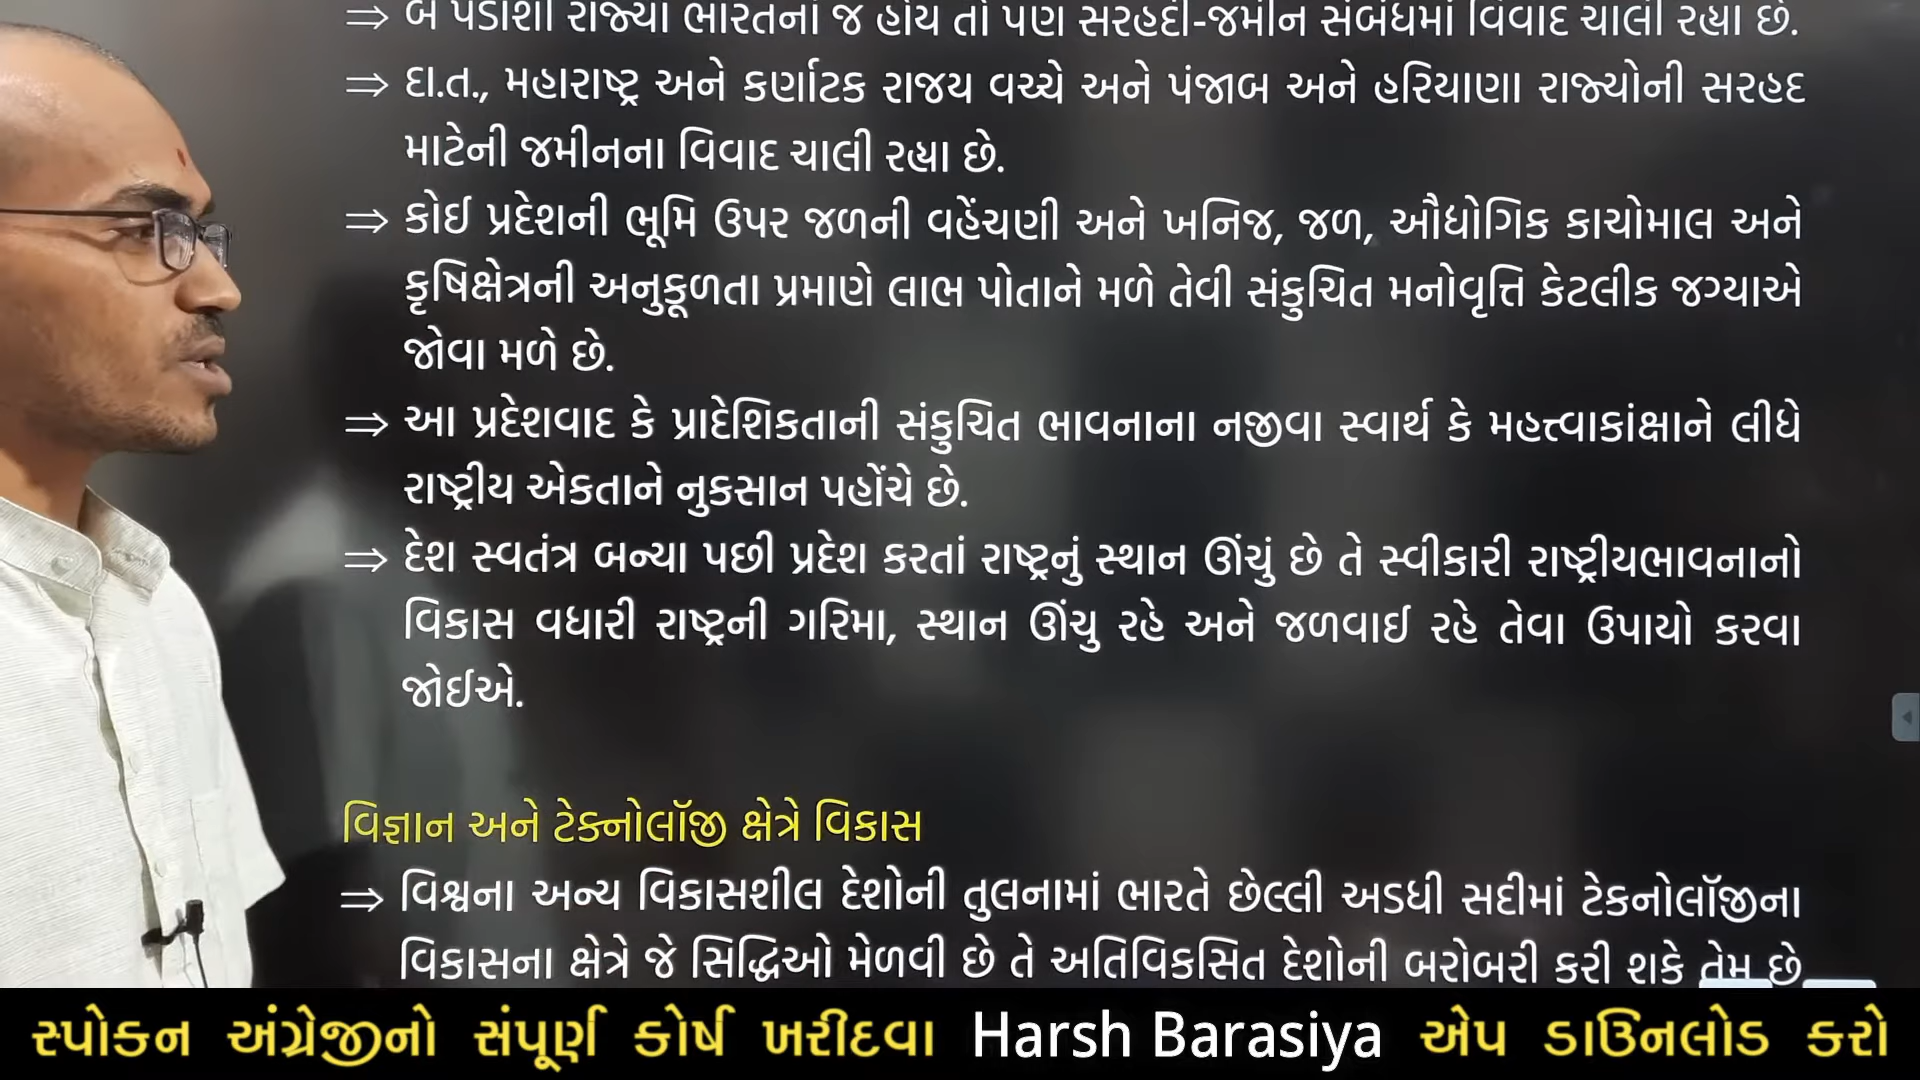 ⇒ બે પડોશી રાજ્યો ભારતનાં જ હોય તો પણ સરહદી-જમીન સંબંધમાં વિવાદ ચાલી રહ્યા છે.
⇒ દા.ત., મહારાષ્ટ્ર અને કર્ણાટક રાજય વચ્ચે અને પંજાબ અને હરિયાણા રાજ્યોની સરહદ
માટેની જમીનના વિવાદ ચાલી રહ્યા છે.
⇒ કોઈ પ્રદેશની ભૂમિ ઉપર જળની વહેંચણી અને ખનિજ, જળ, ઔદ્યોગિક કાચોમાલ અને
કૃષિક્ષેત્રની અનુકૂળતા પ્રમાણે લાભ પોતાને મળે તેવી સંકુચિત મનોવૃત્તિ કેટલીક જગ્યાએ
જોવા મળે છે.
⇒ આ પ્રદેશવાદ કે પ્રાદેશિકતાની સંકુચિત ભાવનાના નજીવા સ્વાર્થ કે મહત્ત્વાકાંક્ષાને લીધે
રાષ્ટ્રીય એકતાને નુકસાન પહોંચે છે.
⇒ દેશ સ્વતંત્ર બન્યા પછી પ્રદેશ કરતાં રાષ્ટ્રનું સ્થાન ઊંચું છે તે સ્વીકારી રાષ્ટ્રીયભાવનાનો
વિકાસ વધારી રાષ્ટ્રની ગરિમા, સ્થાન ઊંચુ રહે અને જળવાઈ રહે તેવા ઉપાયો કરવા
જોઈએ.
વિજ્ઞાન અને ટેક્નોલૉજી ક્ષેત્રે વિકાસ
⇒ વિશ્વના અન્ય વિકાસશીલ દેશોની તુલનામાં ભારતે છેલ્લી અડધી સદીમાં ટેકનોલૉજીના
વિકાસના ક્ષેત્રે જે સિદ્ધિઓ મેળવી છે તે અતિવિકસિત દેશોની બરોબરી કરી શકે તેમ છે
સ્પોકન અંગ્રેજીનો સંપૂર્ણ કોર્ષ ખરીદવા Harsh Barasiya એપ ડાઉનલોડ કરો